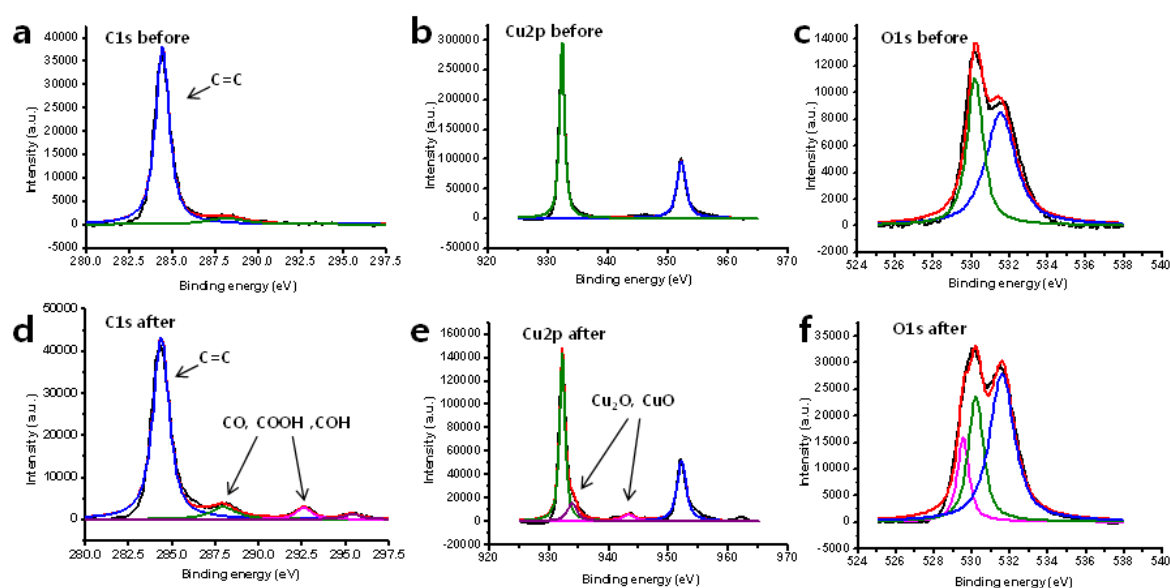 a
C1s before
C=C
40000
35000
30000
25000
20000
15000
10000
5000
0
-5000
Intensity (a.u.)
280.0 282.5 285.0 287.5 290.0 292.5 295.0 297.5
Binding energy (eV)
b
Cu2p before
300000
250000
200000
150000
100000
50000
0
-50000
Intensity (a.u.)
920 930 940 950 960 970
Binding energy (eV)
c
O1s before
14000
12000
10000
8000
6000
4000
2000
0
-2000
Intensity (a.u.)
524 526 528 530 532 534 536 538 540
Binding energy (eV)
d
C1s after
C=C
CO, COOH ,COH
50000
40000
30000
20000
10000
0
Intensity (a.u.)
280.0 282.5 285.0 287.5 290.0 292.5 295.0 297.5
Binding energy (eV)
e
Cu2p after
Cu₂O, CuO
160000
140000
120000
100000
80000
60000
40000
20000
0
-20000
Intensity (a.u.)
920 930 940 950 960 970
Binding energy (eV)
f
O1s after
35000
30000
25000
20000
15000
10000
5000
0
-5000
Intensity (a.u.)
524 526 528 530 532 534 536 538 540
Binding energy (eV)